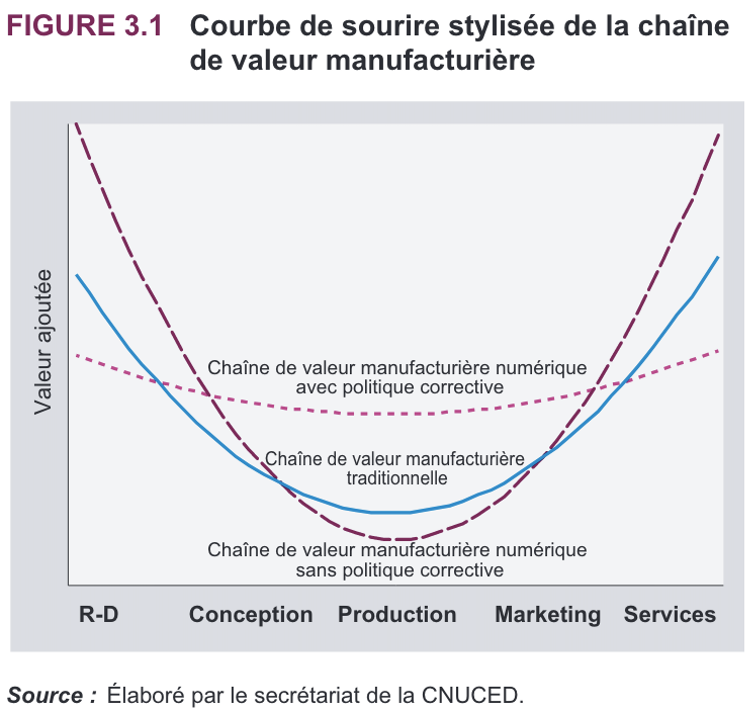 FIGURE 3.1 Courbe de sourire stylisée de la chaîne
de valeur manufacturière
Valeur ajoutée
Chaîne de valeur manufacturière numérique
avec politique corrective
Chaîne de valeur manufacturière
traditionnelle
Chaîne de valeur manufacturière numérique
sans politique corrective
R-D Conception Production Marketing Services
Source : Élaboré par le secrétariat de la CNUCED.